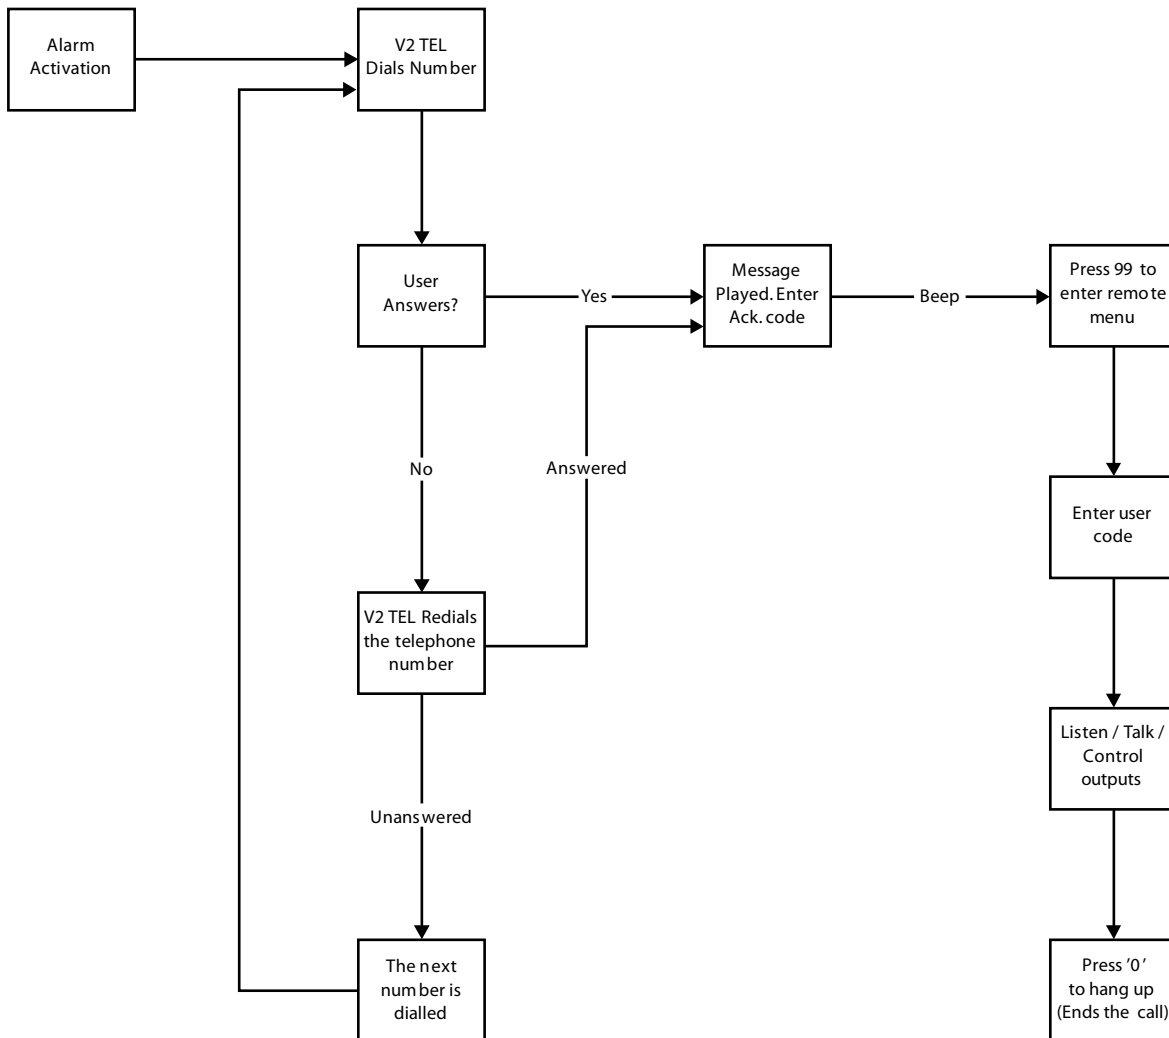 Alarm
Activation
V2 TEL
Dials Number
User
Answers?
Yes
Message
Played. Enter
Ack. code
Beep
Press 99 to
enter remote
menu
No
Answered
Enter user
code
V2 TEL Redials
the telephone
number
Listen / Talk /
Control
outputs
Unanswered
The next
number is
dialled
Press '0'
to hang up
(Ends the call)